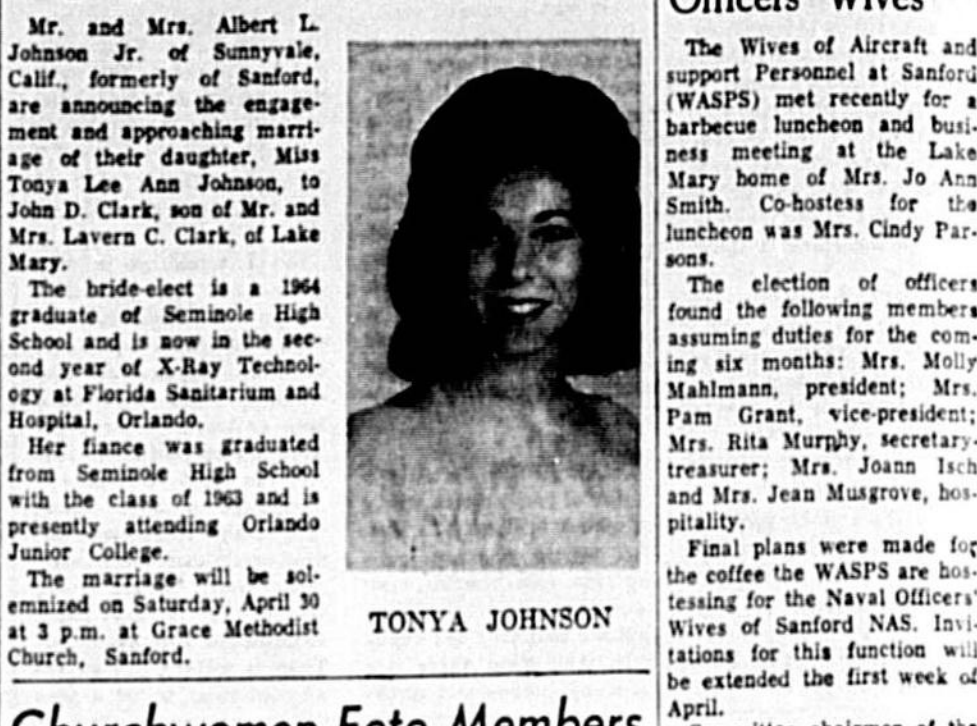 Mr. and Mrs. Albert L.
Johnson Jr. of Sunnyvale,
Calif., formerly of Sanford,
are announcing the engage-
ment and approaching marri-
age of their daughter, Miss
Tonya Lee Ann Johnson, to
John D. Clark, son of Mr. and
Mrs. Lavern C. Clark, of Lake
Mary.
The bride-elect is a 1964
graduate of Seminole High
School and is now in the sec-
ond year of X-Ray Technol-
ogy at Florida Sanitarium and
Hospital, Orlando.
Her fiance was graduated
from Seminole High School
with the class of 1963 and is
presently attending Orlando
Junior College.
The marriage will be sol-
emnized on Saturday, April 30
at 3 p.m. at Grace Methodist
Church, Sanford.
TONYA JOHNSON
Churchwomen Fete Members
Officers' Wives
The Wives of Aircraft and
support Personnel at Sanford
(WASPS) met recently for a
barbecue luncheon and busi-
ness meeting at the Lake
Mary home of Mrs. Jo Ann
Smith. Co-hostess for the
luncheon was Mrs. Cindy Par-
sons.
The election of officers
found the following members
assuming duties for the com-
ing six months: Mrs. Molly
Mahlmann, president; Mrs.
Pam Grant, vice-president;
Mrs. Rita Murphy, secretary-
treasurer; Mrs. Joann Isch
and Mrs. Jean Musgrove, hos-
pitality.
Final plans were made for
the coffee the WASPS are hos-
tessing for the Naval Officers'
Wives of Sanford NAS. Invi-
tations for this function will
be extended the first week of
April.